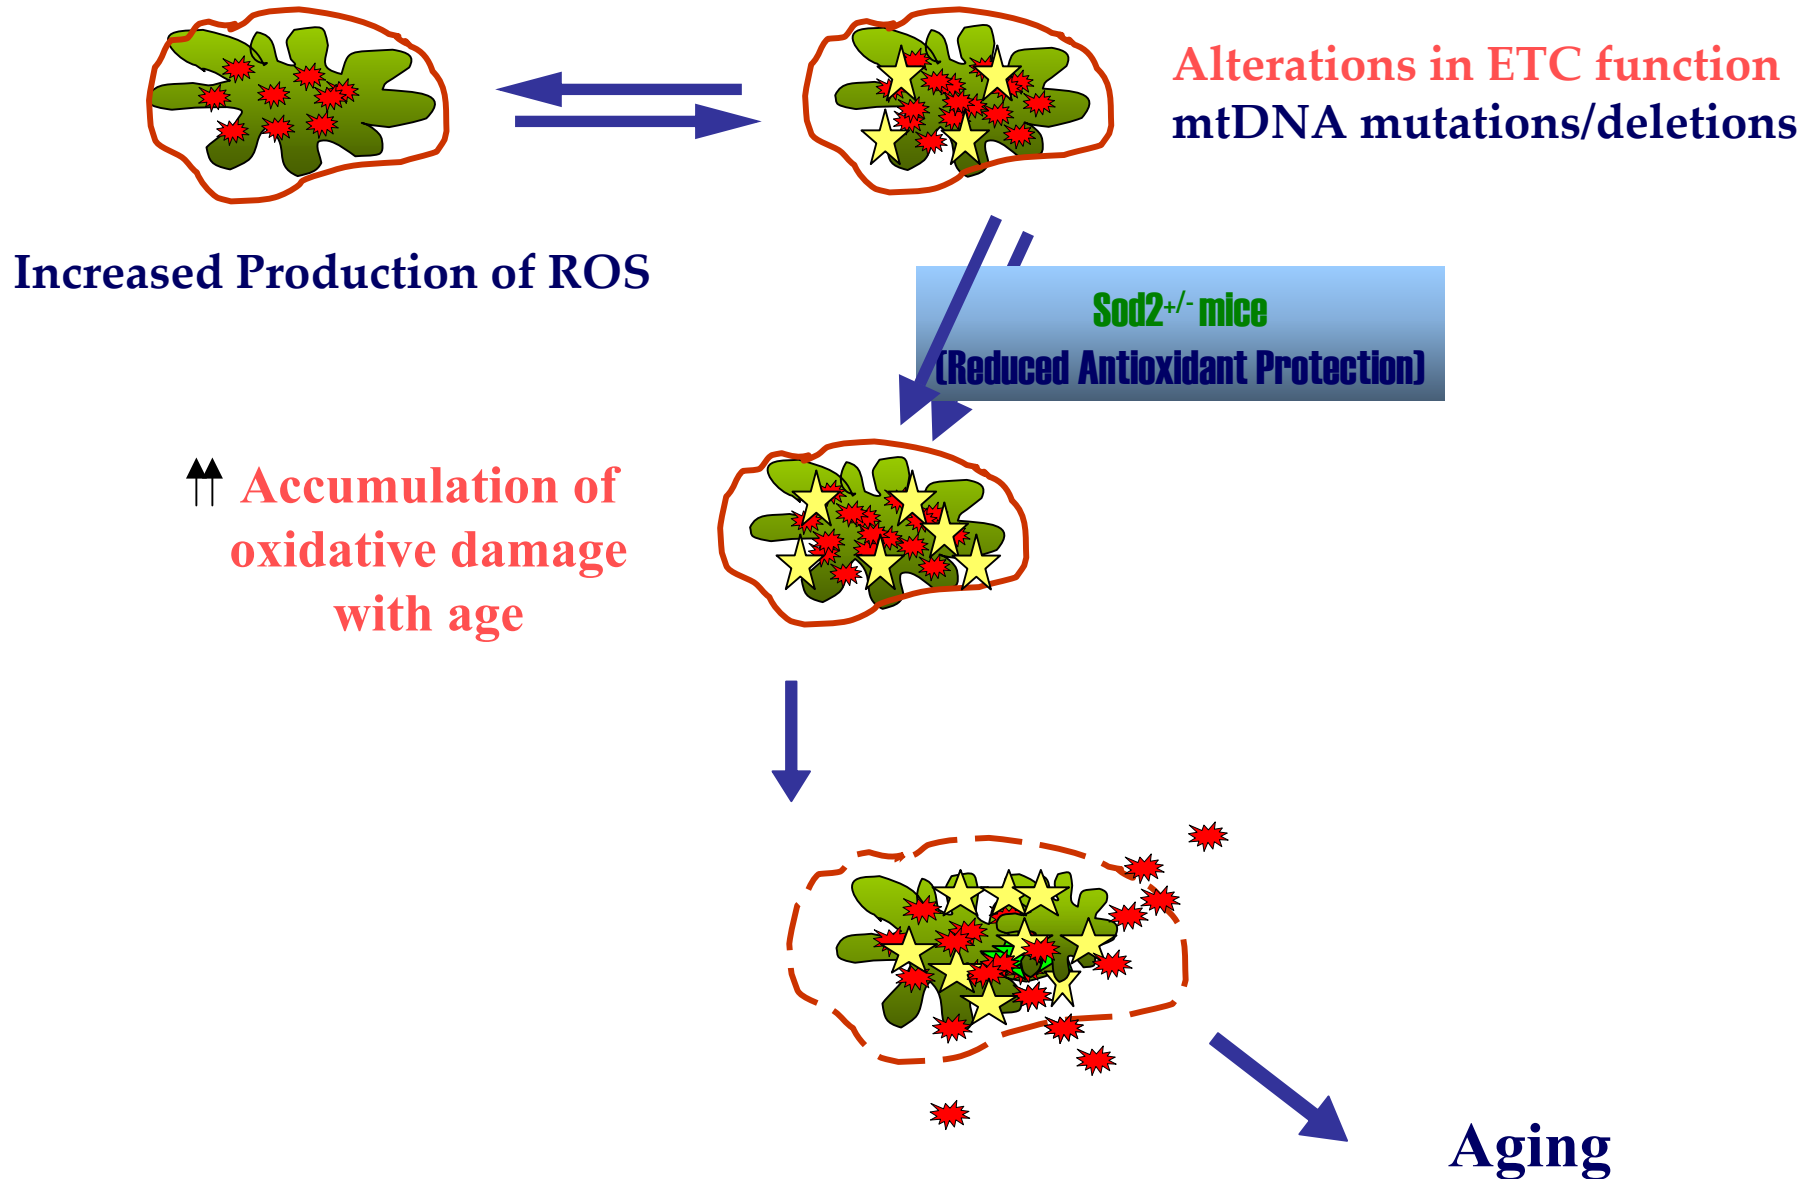 Alterations in ETC function
mtDNA mutations/deletions
Increased Production of ROS
Sod2+/- mice
(Reduced Antioxidant Protection)
Accumulation of
oxidative damage
with age
Aging